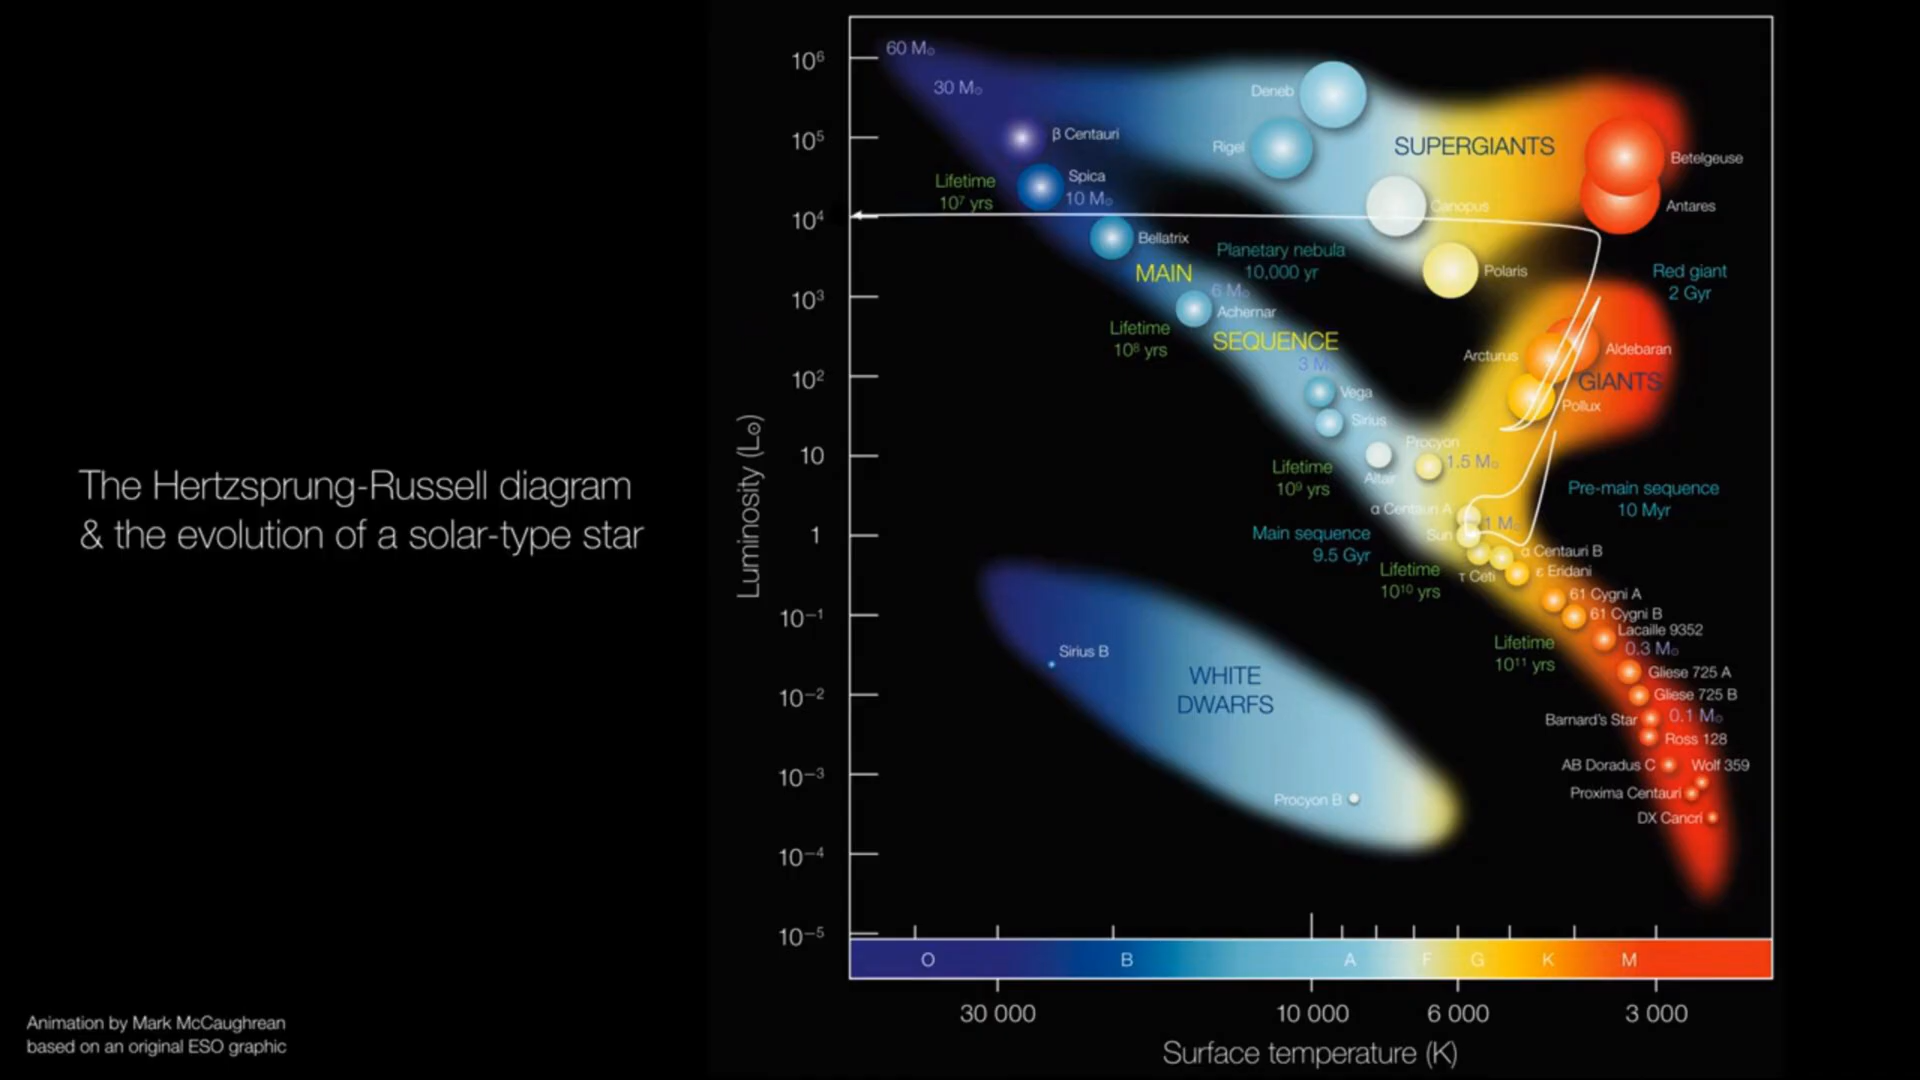 The Hertzsprung-Russell diagram
& the evolution of a solar-type star
Animation by Mark McCaughrean
based on an original ESO graphic
Luminosity (L☉)
10⁶
10⁵
10⁴
10³
10²
10
1
10⁻¹
10⁻²
10⁻³
10⁻⁴
10⁻⁵
60 M☉
30 M☉
β Centauri
Deneb
Rigel
SUPERGIANTS
Betelgeuse
Lifetime
10⁷ yrs
Spica
10 M☉
Canopus
Antares
Bellatrix
Planetary nebula
10,000 yr
MAIN
Polaris
Red giant
2 Gyr
6 M☉
Achernar
Lifetime
10⁸ yrs
SEQUENCE
3 M☉
Arcturus
Aldebaran
GIANTS
Vega
Pollux
Sirius
Procyon
1.5 M☉
Lifetime
10⁹ yrs
Altair
Pre-main sequence
10 Myr
α Centauri A
1 M☉
Main sequence
9.5 Gyr
Sun
α Centauri B
Lifetime
10¹⁰ yrs
τ Ceti
ε Eridani
61 Cygni A
61 Cygni B
Lacaille 9352
Lifetime
10¹¹ yrs
0.3 M☉
Sirius B
WHITE
DWARFS
Gliese 725 A
Gliese 725 B
Barnard's Star
0.1 M☉
Ross 128
AB Doradus C
Wolf 359
Procyon B
Proxima Centauri
DX Cancri
O B A F G K M
30 000 10 000 6 000 3 000
Surface temperature (K)